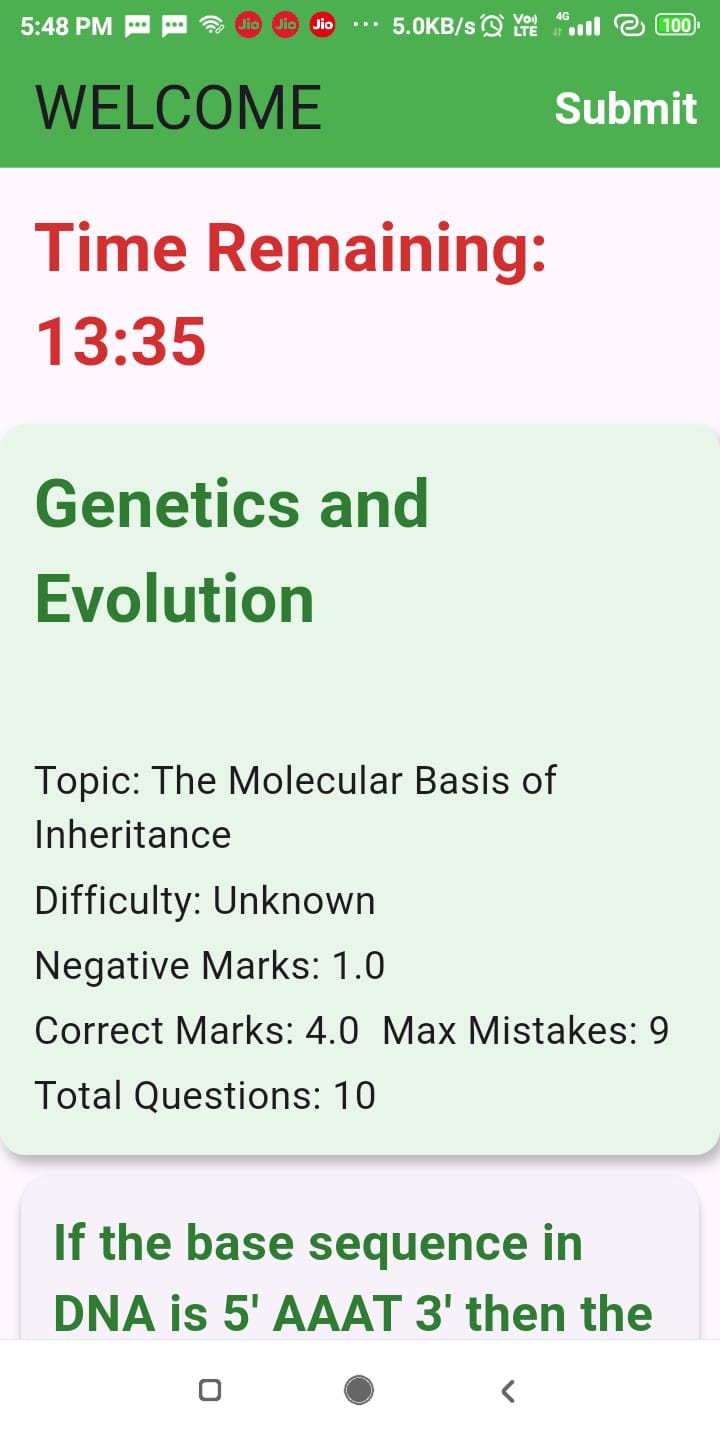 5:48 PM Jio Jio Jio ... 5.0KB/s Vo) LTE 4G 100
WELCOME Submit
Time Remaining:
13:35
Genetics and
Evolution
Topic: The Molecular Basis of
Inheritance
Difficulty: Unknown
Negative Marks: 1.0
Correct Marks: 4.0 Max Mistakes: 9
Total Questions: 10
If the base sequence in
DNA is 5' AAAT 3' then the